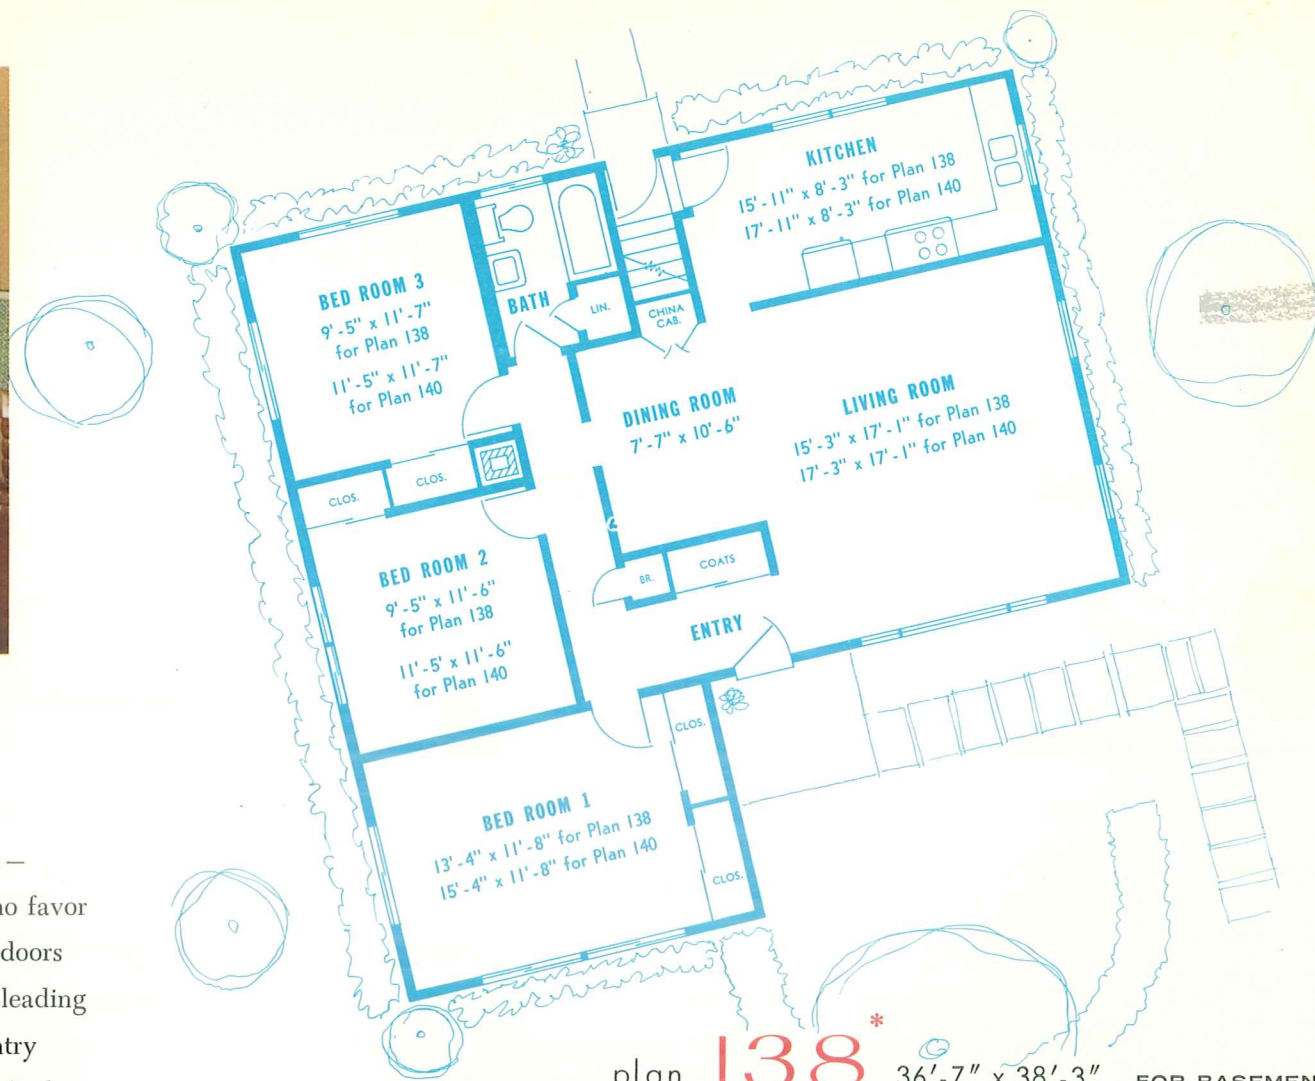 KITCHEN
15'-11" x 8'-3" for Plan 138
17'-11" x 8'-3" for Plan 140
BED ROOM 3
9'-5" x 11'-7"
for Plan 138
11'-5" x 11'-7"
for Plan 140
BATH
LIN.
CHINA
CAB.
DINING ROOM
7'-7" x 10'-6"
LIVING ROOM
15'-3" x 17'-1" for Plan 138
17'-3" x 17'-1" for Plan 140
CLOS.
CLOS.
BED ROOM 2
9'-5" x 11'-6"
for Plan 138
11'-5' x 11'-6"
for Plan 140
BR.
COATS
ENTRY
CLOS.
BED ROOM 1
13'-4" x 11'-8" for Plan 138
15'-4" x 11'-8" for Plan 140
CLOS.
—
favor
doors
leading
plan 138* 36'-7" x 38'-3" FOR